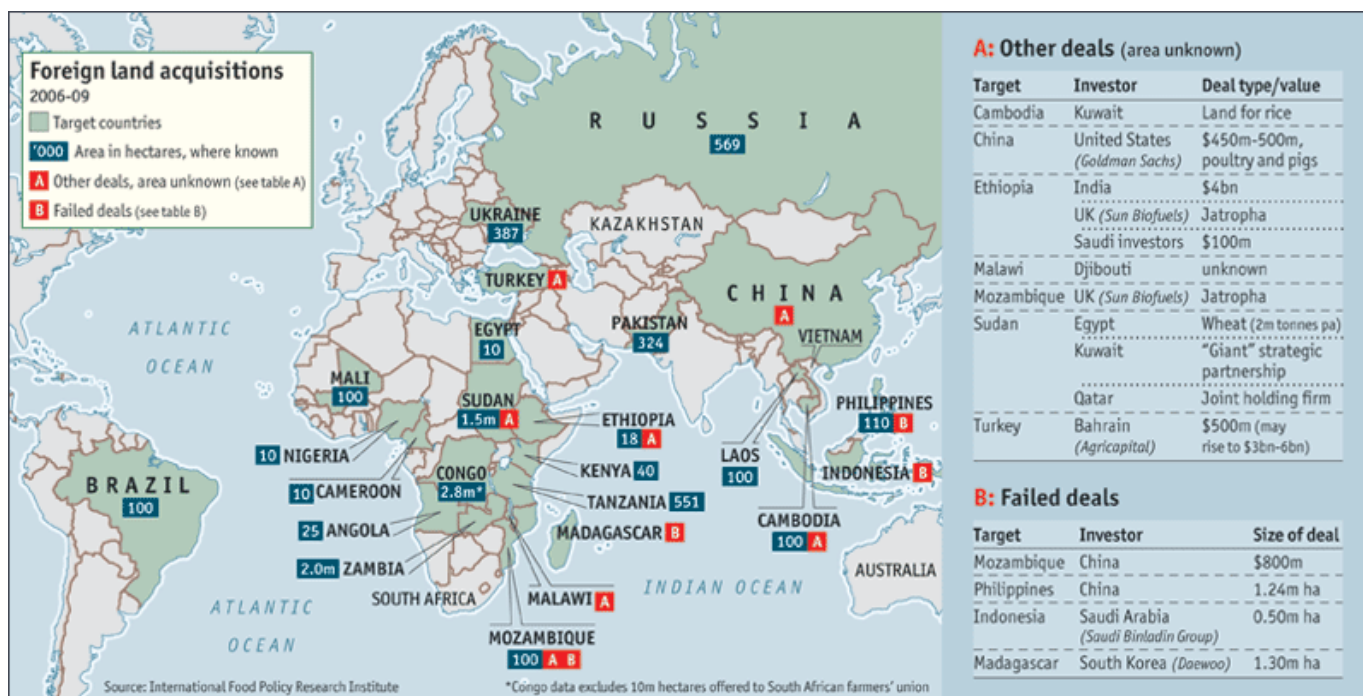 Foreign land acquisitions
2006-09
Target countries
'000 Area in hectares, where known
A Other deals, area unknown (see table A)
B Failed deals (see table B)
RUSSIA
569
UKRAINE
387
KAZAKHSTAN
TURKEY A
CHINA
A
EGYPT
10
PAKISTAN
324
VIETNAM
ATLANTIC
OCEAN
MALI
100
SUDAN
1.5m A
ETHIOPIA
18 A
PHILIPPINES
110 B
10 NIGERIA
CONGO
2.8m*
KENYA 40
LAOS
100
INDONESIA B
BRAZIL
100
10 CAMEROON
TANZANIA 551
25 ANGOLA
MADAGASCAR B
CAMBODIA
100 A
2.0m ZAMBIA
INDIAN OCEAN
AUSTRALIA
SOUTH AFRICA
MALAWI A
ATLANTIC
OCEAN
MOZAMBIQUE
100 A B
Source: International Food Policy Research Institute
*Congo data excludes 10m hectares offered to South African farmers' union
A: Other deals (area unknown)
Target Investor Deal type/value
Cambodia Kuwait Land for rice
China United States $450m-500m,
(Goldman Sachs) poultry and pigs
Ethiopia India $4bn
UK (Sun Biofuels) Jatropha
Saudi investors $100m
Malawi Djibouti unknown
Mozambique UK (Sun Biofuels) Jatropha
Sudan Egypt Wheat (2m tonnes pa)
Kuwait "Giant" strategic
partnership
Qatar Joint holding firm
Turkey Bahrain $500m (may
(Agricapital) rise to $3bn-6bn)
B: Failed deals
Target Investor Size of deal
Mozambique China $800m
Philippines China 1.24m ha
Indonesia Saudi Arabia 0.50m ha
(Saudi Binladin Group)
Madagascar South Korea (Daewoo) 1.30m ha